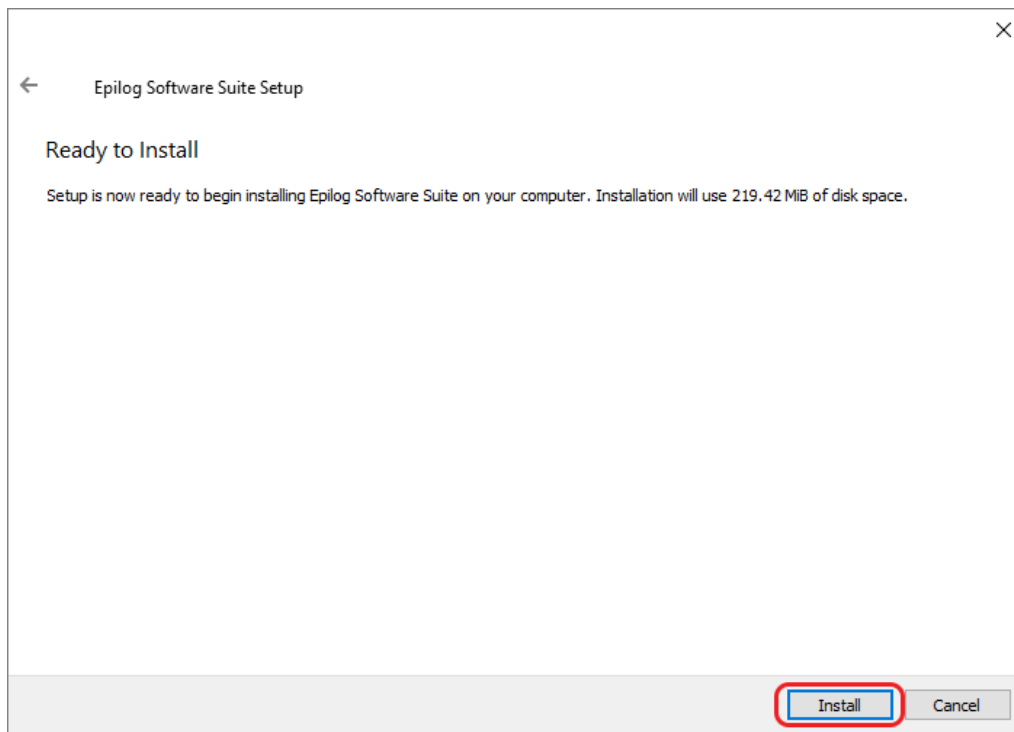 Epilog Software Suite Setup
Ready to Install
Setup is now ready to begin installing Epilog Software Suite on your computer. Installation will use 219.42 MiB of disk space.
Install
Cancel